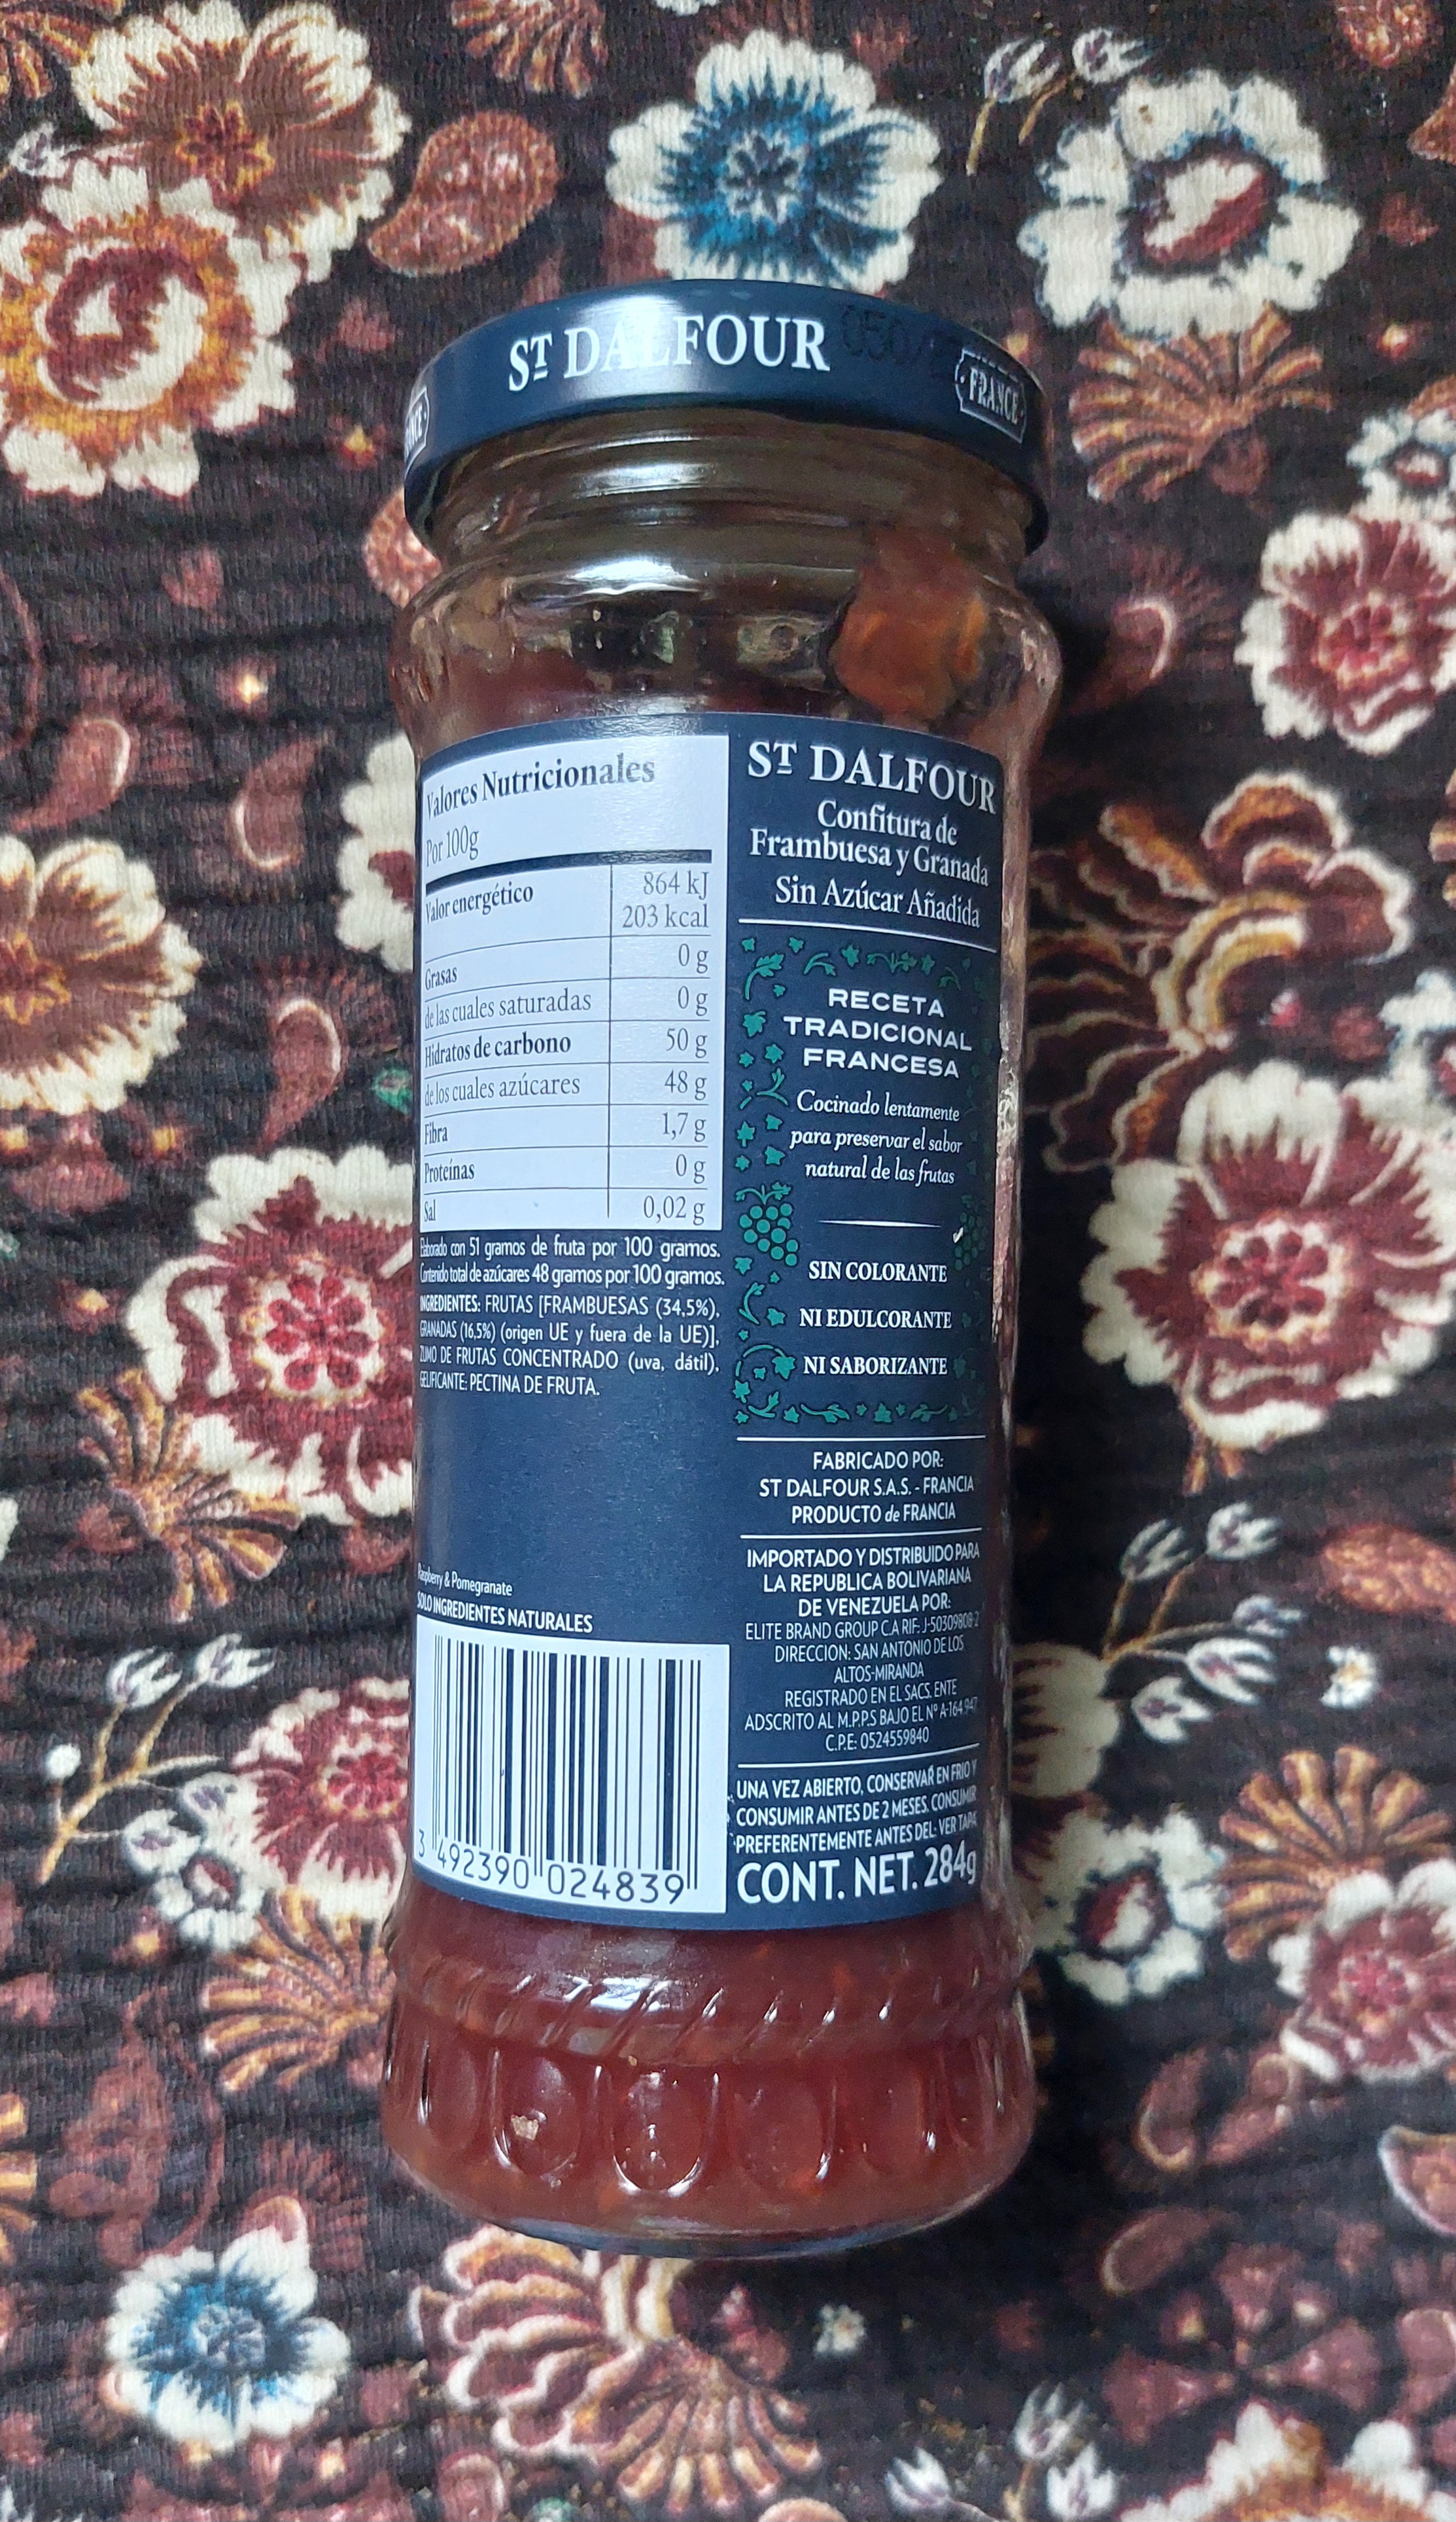 ST DALFOUR
FRANCE
Valores Nutricionales
Por 100g
Valor energético 864 kJ
203 kcal
Grasas 0 g
de las cuales saturadas 0 g
Hidratos de carbono 50 g
de los cuales azúcares 48 g
Fibra 1,7 g
Proteínas 0 g
Sal 0,02 g
Elaborado con 51 gramos de fruta por 100 gramos.
Contenido total de azúcares 48 gramos por 100 gramos.
INGREDIENTES: FRUTAS [FRAMBUESAS (34,5%),
GRANADAS (16,5%) (origen UE y fuera de la UE)],
ZUMO DE FRUTAS CONCENTRADO (uva, dátil),
GELIFICANTE: PECTINA DE FRUTA.
Raspberry & Pomegranate
SOLO INGREDIENTES NATURALES
3 492390 024839
ST DALFOUR
Confitura de
Frambuesa y Granada
Sin Azúcar Añadida
RECETA
TRADICIONAL
FRANCESA
Cocinado lentamente
para preservar el sabor
natural de las frutas
SIN COLORANTE
NI EDULCORANTE
NI SABORIZANTE
FABRICADO POR:
ST DALFOUR S.A.S. - FRANCIA
PRODUCTO de FRANCIA
IMPORTADO Y DISTRIBUIDO PARA
LA REPUBLICA BOLIVARIANA
DE VENEZUELA POR:
ELITE BRAND GROUP C.A RIF: J-50309808-2
DIRECCION: SAN ANTONIO DE LOS
ALTOS-MIRANDA
REGISTRADO EN EL SACS, ENTE
ADSCRITO AL M.P.P.S BAJO EL Nº A-164.947
C.P.E: 0524559840
UNA VEZ ABIERTO, CONSERVAR EN FRIO Y
CONSUMIR ANTES DE 2 MESES. CONSUMIR
PREFERENTEMENTE ANTES DEL: VER TAPA
CONT. NET. 284g